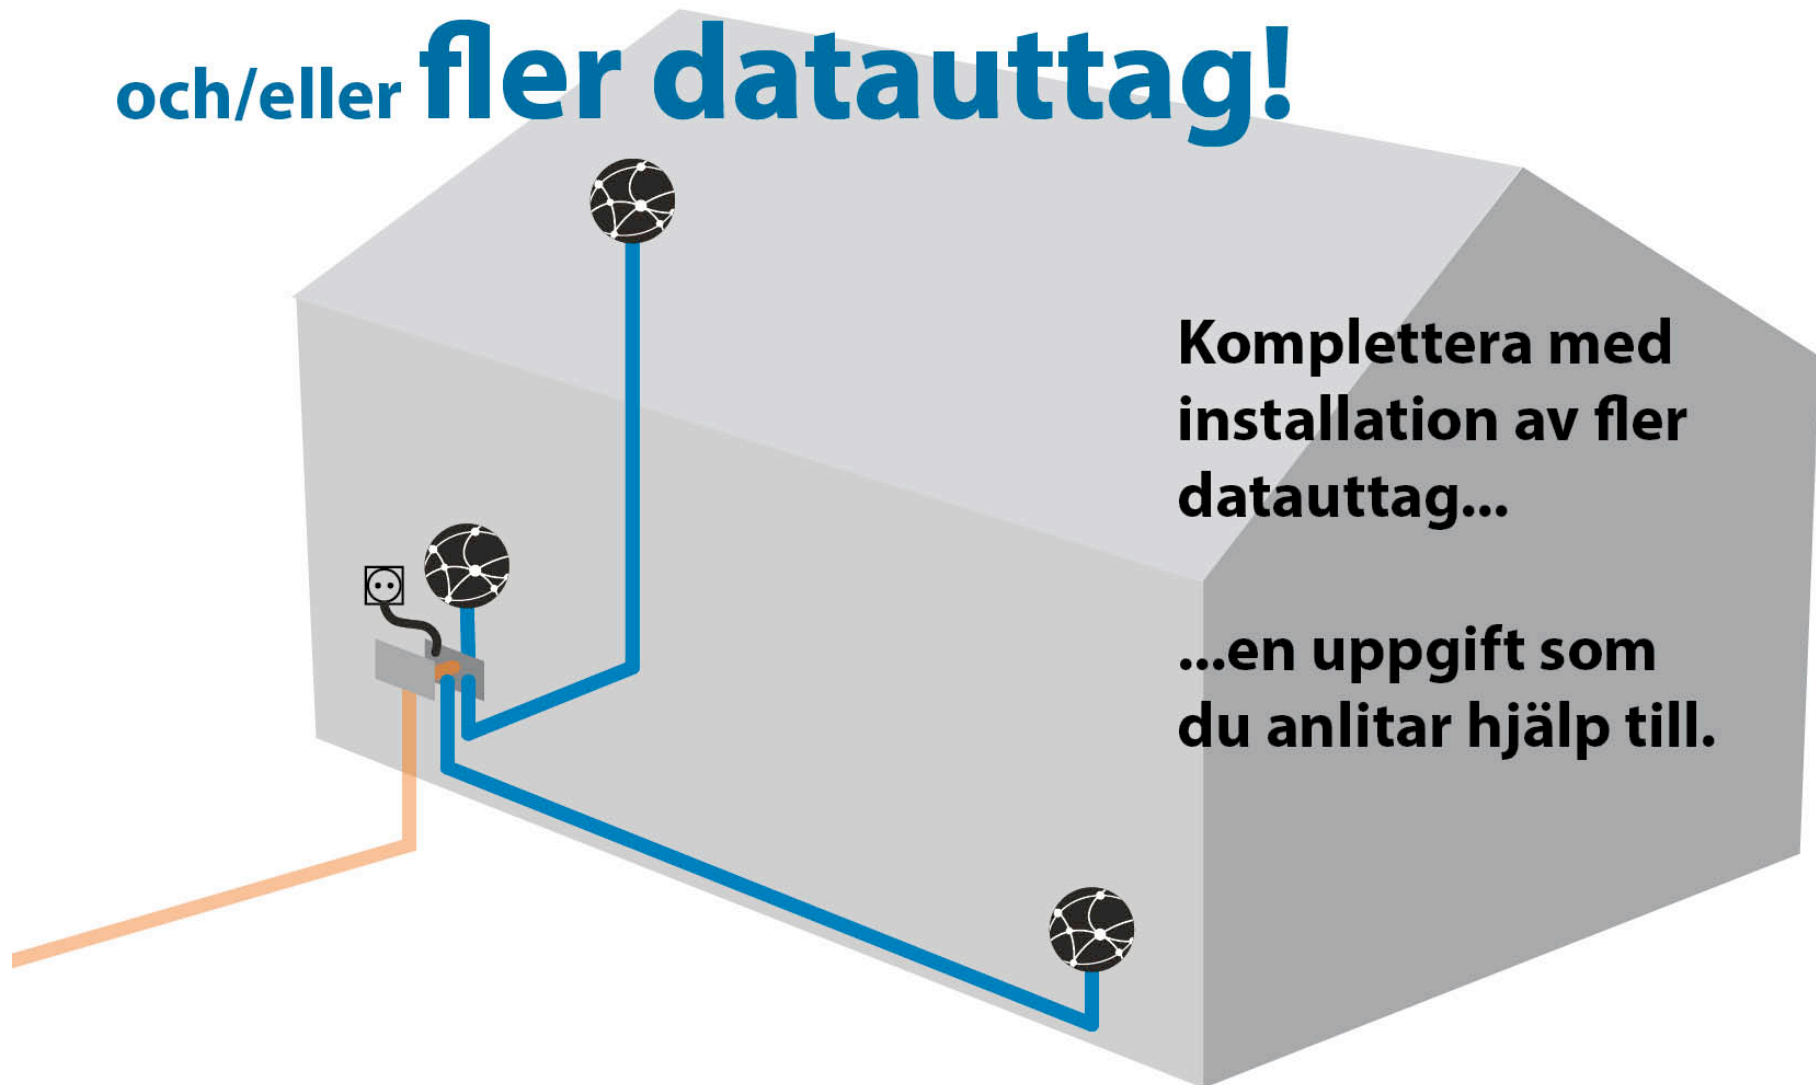 och/eller fler datauttag!
Komplettera med
installation av fler
datauttag...
...en uppgift som
du anlitar hjälp till.